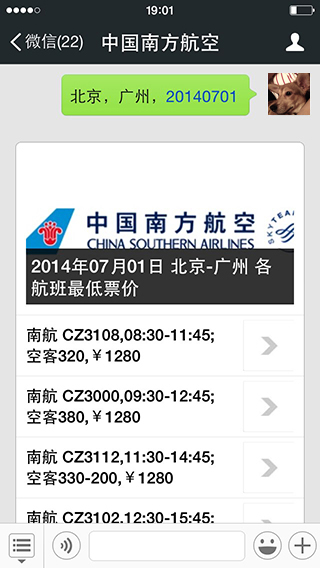 19:01
微信(22)
中国南方航空
北京，广州，20140701
中国南方航空
CHINA SOUTHERN AIRLINES
SKYTEAM
2014年07月01日 北京-广州 各
航班最低票价
南航 CZ3108,08:30-11:45;
空客320,￥1280
南航 CZ3000,09:30-12:45;
空客380,￥1280
南航 CZ3112,11:30-14:45;
空客330-200,￥1280
南航 CZ3102,12:30-15:45;